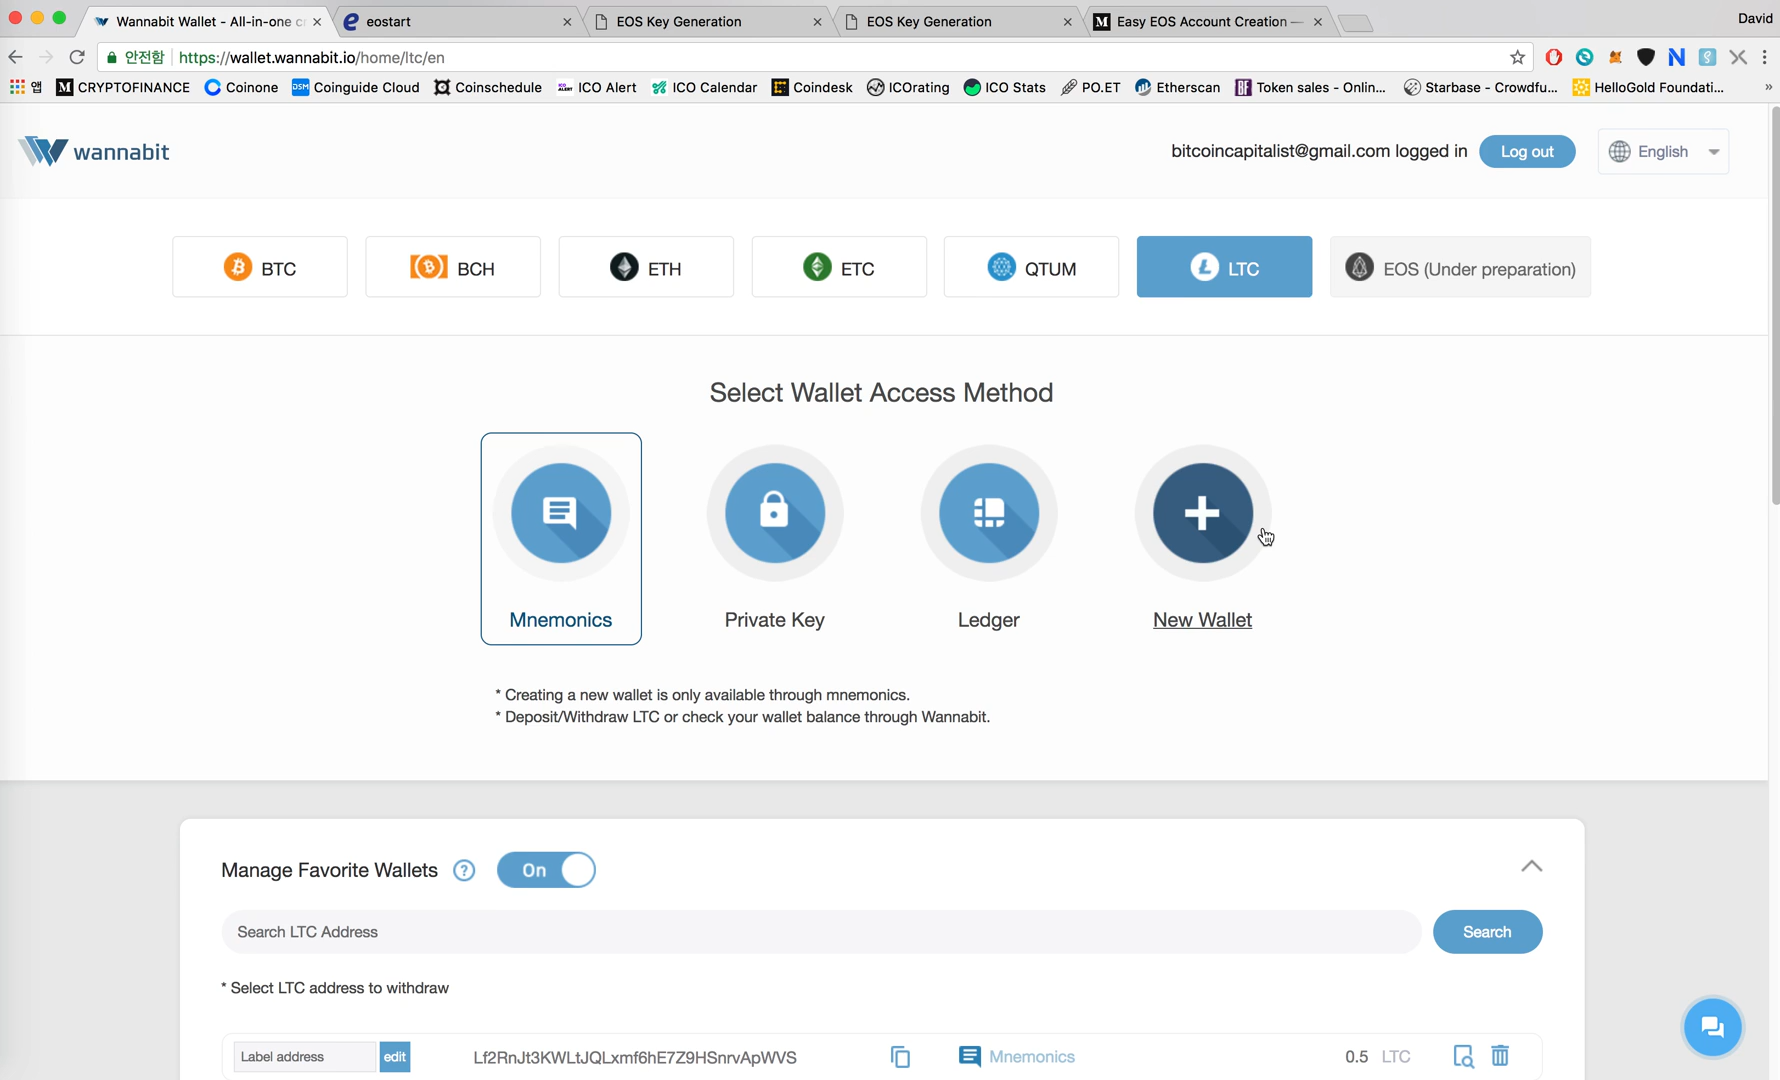 Wannabit Wallet - All-in-one c
eostart
EOS Key Generation
EOS Key Generation
Easy EOS Account Creation —
David
안전함
https://wallet.wannabit.io/home/ltc/en
앱
CRYPTOFINANCE
Coinone
Coinguide Cloud
Coinschedule
ICO Alert
ICO Calendar
Coindesk
ICOrating
ICO Stats
PO.ET
Etherscan
Token sales - Onlin...
Starbase - Crowdfu...
HelloGold Foundati...
»
wannabit
bitcoincapitalist@gmail.com logged in
Log out
English
BTC
BCH
ETH
ETC
QTUM
LTC
EOS (Under preparation)
Select Wallet Access Method
Mnemonics
Private Key
Ledger
New Wallet
* Creating a new wallet is only available through mnemonics.
* Deposit/Withdraw LTC or check your wallet balance through Wannabit.
Manage Favorite Wallets ? On
Search LTC Address
Search
* Select LTC address to withdraw
Label address
edit
Lf2RnJt3KWLtJQLxmf6hE7Z9HSnrvApWVS
Mnemonics
0.5 LTC